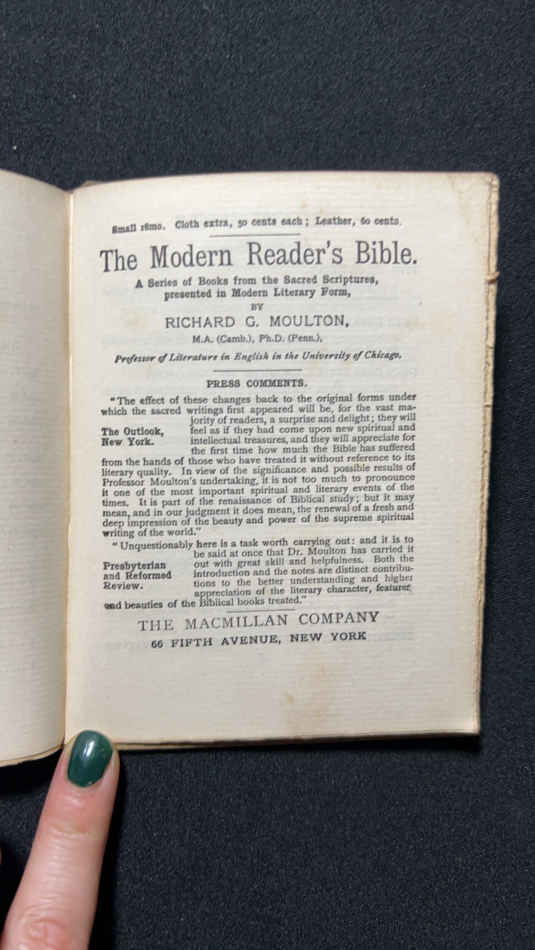 Small 16mo. Cloth extra, 50 cents each; Leather, 60 cents.
The Modern Reader's Bible.
A Series of Books from the Sacred Scriptures,
presented in Modern Literary Form,
BY
RICHARD G. MOULTON,
M.A. (Camb.), Ph.D. (Penn.),
Professor of Literature in English in the University of Chicago.
PRESS COMMENTS.
"The effect of these changes back to the original forms under
which the sacred writings first appeared will be, for the vast ma-
jority of readers, a surprise and delight; they will
The Outlook, feel as if they had come upon new spiritual and
New York. intellectual treasures, and they will appreciate for
the first time how much the Bible has suffered
from the hands of those who have treated it without reference to its
literary quality. In view of the significance and possible results of
Professor Moulton's undertaking, it is not too much to pronounce
it one of the most important spiritual and literary events of the
times. It is part of the renaissance of Biblical study; but it may
mean, and in our judgment it does mean, the renewal of a fresh and
deep impression of the beauty and power of the supreme spiritual
writing of the world."
"Unquestionably here is a task worth carrying out: and it is to
be said at once that Dr. Moulton has carried it
Presbyterian out with great skill and helpfulness. Both the
and Reformed introduction and the notes are distinct contribu-
Review. tions to the better understanding and higher
appreciation of the literary character, features
and beauties of the Biblical books treated."
THE MACMILLAN COMPANY
66 FIFTH AVENUE, NEW YORK